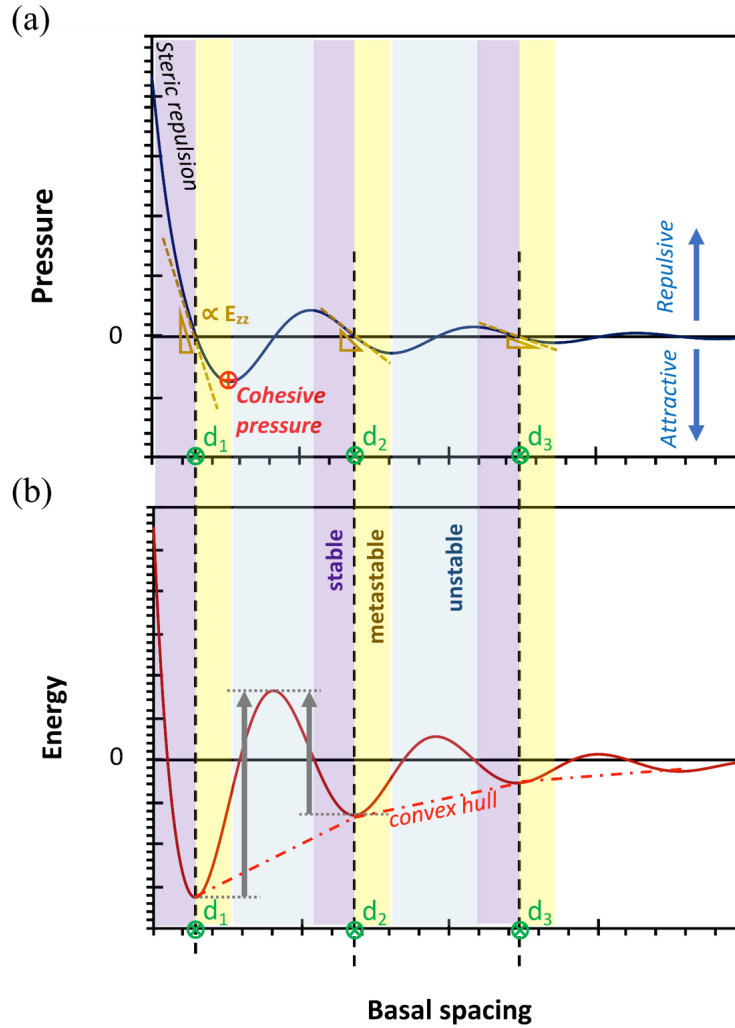 (a)
Steric repulsion
Pressure
0
∝ Ezz
Cohesive
pressure
Repulsive
Attractive
d1
d2
d3
(b)
stable
metastable
unstable
Energy
0
convex hull
d1
d2
d3
Basal spacing